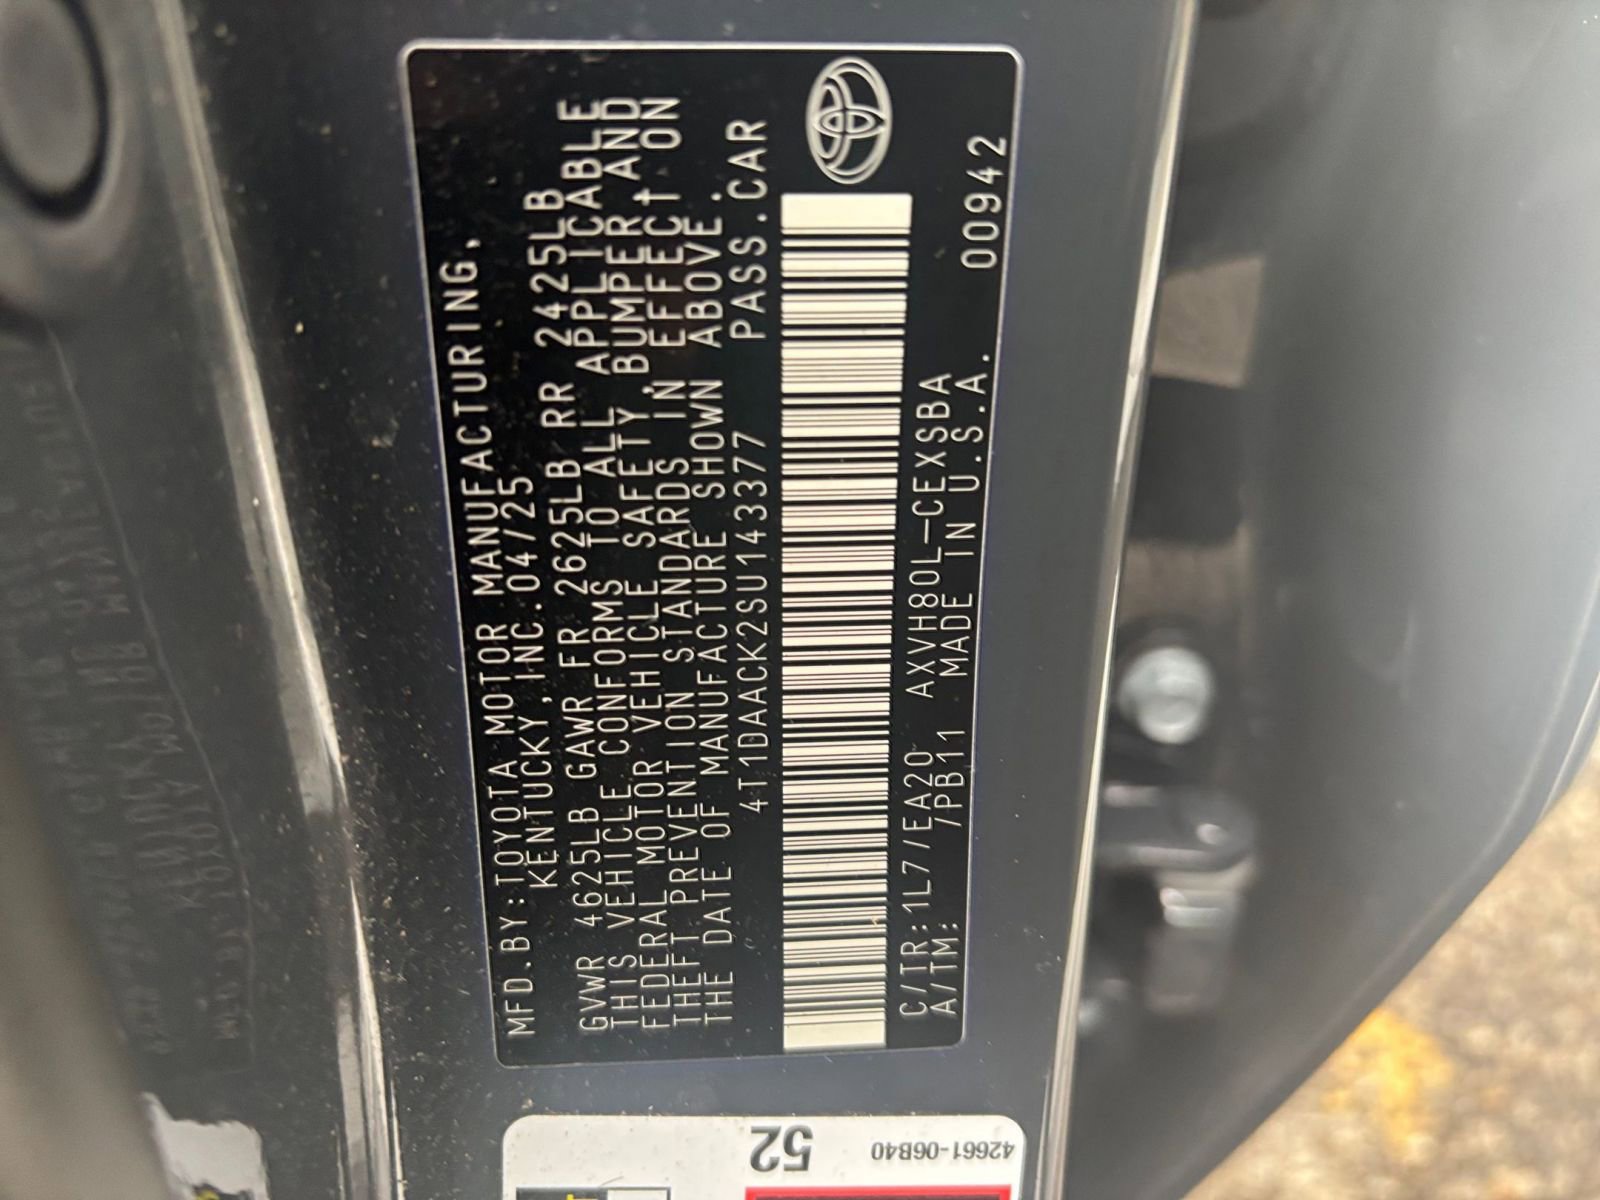 MFD.BY:TOYOTA MOTOR MANUFACTURING,
KENTUCKY,INC.04/25
GVWR 4625LB GAWR FR 2625LB RR 2425LB
THIS VEHICLE CONFORMS TO ALL APPLICABLE
FEDERAL MOTOR VEHICLE SAFETY,BUMPER,AND
THEFT PREVENTION STANDARDS IN EFFECT ON
THE DATE OF MANUFACTURE SHOWN ABOVE.
4T1DAACK2SU143377 PASS.CAR
C/TR:1L7/EA20 AXVH80L-CEXSBA 00942
A/TM: /PB11 MADE IN U.S.A.
52
42661-06B40